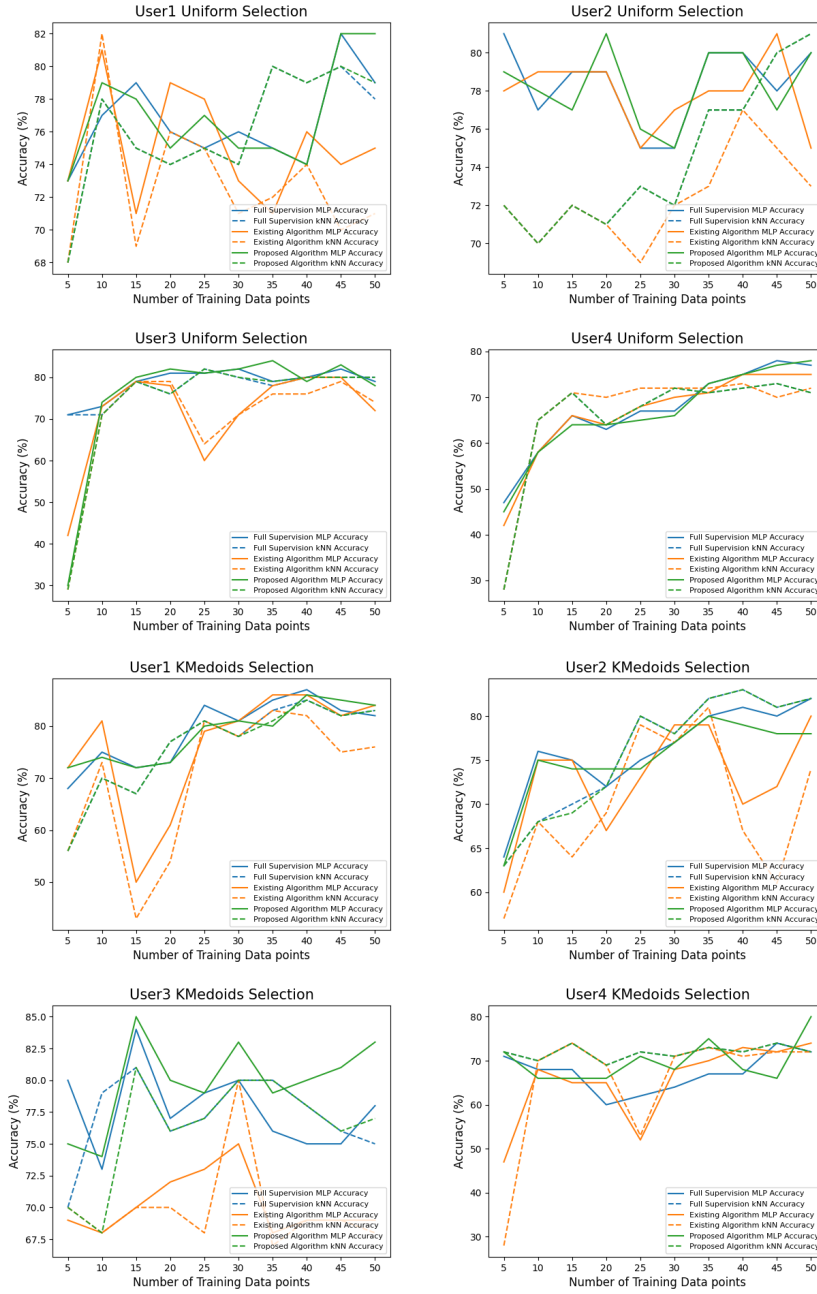 User1 Uniform Selection
82
80
78
76
74
72
70
68
Accuracy (%)
5 10 15 20 25 30 35 40 45 50
Number of Training Data points
Full Supervision MLP Accuracy
Full Supervision kNN Accuracy
Existing Algorithm MLP Accuracy
Existing Algorithm kNN Accuracy
Proposed Algorithm MLP Accuracy
Proposed Algorithm kNN Accuracy
User2 Uniform Selection
80
78
76
74
72
70
Accuracy (%)
5 10 15 20 25 30 35 40 45 50
Number of Training Data points
Full Supervision MLP Accuracy
Full Supervision kNN Accuracy
Existing Algorithm MLP Accuracy
Existing Algorithm kNN Accuracy
Proposed Algorithm MLP Accuracy
Proposed Algorithm kNN Accuracy
User3 Uniform Selection
80
70
60
50
40
30
Accuracy (%)
5 10 15 20 25 30 35 40 45 50
Number of Training Data points
Full Supervision MLP Accuracy
Full Supervision kNN Accuracy
Existing Algorithm MLP Accuracy
Existing Algorithm kNN Accuracy
Proposed Algorithm MLP Accuracy
Proposed Algorithm kNN Accuracy
User4 Uniform Selection
80
70
60
50
40
30
Accuracy (%)
5 10 15 20 25 30 35 40 45 50
Number of Training Data points
Full Supervision MLP Accuracy
Full Supervision kNN Accuracy
Existing Algorithm MLP Accuracy
Existing Algorithm kNN Accuracy
Proposed Algorithm MLP Accuracy
Proposed Algorithm kNN Accuracy
User1 KMedoids Selection
80
70
60
50
Accuracy (%)
5 10 15 20 25 30 35 40 45 50
Number of Training Data points
Full Supervision MLP Accuracy
Full Supervision kNN Accuracy
Existing Algorithm MLP Accuracy
Existing Algorithm kNN Accuracy
Proposed Algorithm MLP Accuracy
Proposed Algorithm kNN Accuracy
User2 KMedoids Selection
80
75
70
65
60
Accuracy (%)
5 10 15 20 25 30 35 40 45 50
Number of Training Data points
Full Supervision MLP Accuracy
Full Supervision kNN Accuracy
Existing Algorithm MLP Accuracy
Existing Algorithm kNN Accuracy
Proposed Algorithm MLP Accuracy
Proposed Algorithm kNN Accuracy
User3 KMedoids Selection
85.0
82.5
80.0
77.5
75.0
72.5
70.0
67.5
Accuracy (%)
5 10 15 20 25 30 35 40 45 50
Number of Training Data points
Full Supervision MLP Accuracy
Full Supervision kNN Accuracy
Existing Algorithm MLP Accuracy
Existing Algorithm kNN Accuracy
Proposed Algorithm MLP Accuracy
Proposed Algorithm kNN Accuracy
User4 KMedoids Selection
80
70
60
50
40
30
Accuracy (%)
5 10 15 20 25 30 35 40 45 50
Number of Training Data points
Full Supervision MLP Accuracy
Full Supervision kNN Accuracy
Existing Algorithm MLP Accuracy
Existing Algorithm kNN Accuracy
Proposed Algorithm MLP Accuracy
Proposed Algorithm kNN Accuracy